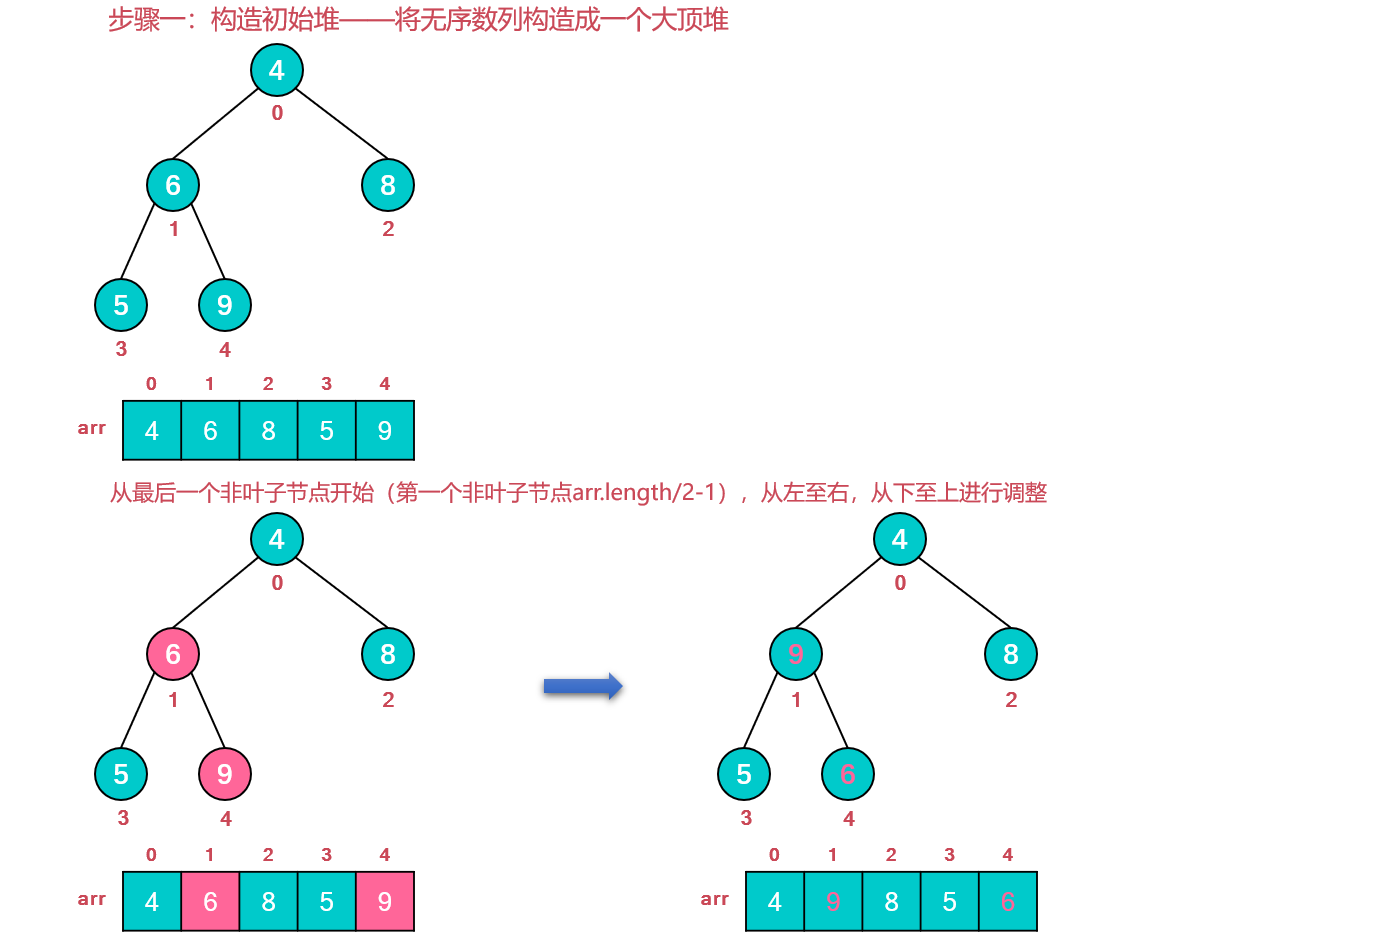 步骤一：构造初始堆——将无序数列构造成一个大顶堆
4
0
6 8
1 2
5 9
3 4
0 1 2 3 4
arr 4 6 8 5 9
从最后一个非叶子节点开始（第一个非叶子节点arr.length/2-1），从左至右，从下至上进行调整
4 4
0 0
6 8 9 8
1 2 1 2
5 9 5 6
3 4 3 4
0 1 2 3 4 0 1 2 3 4
arr 4 6 8 5 9 arr 4 9 8 5 6